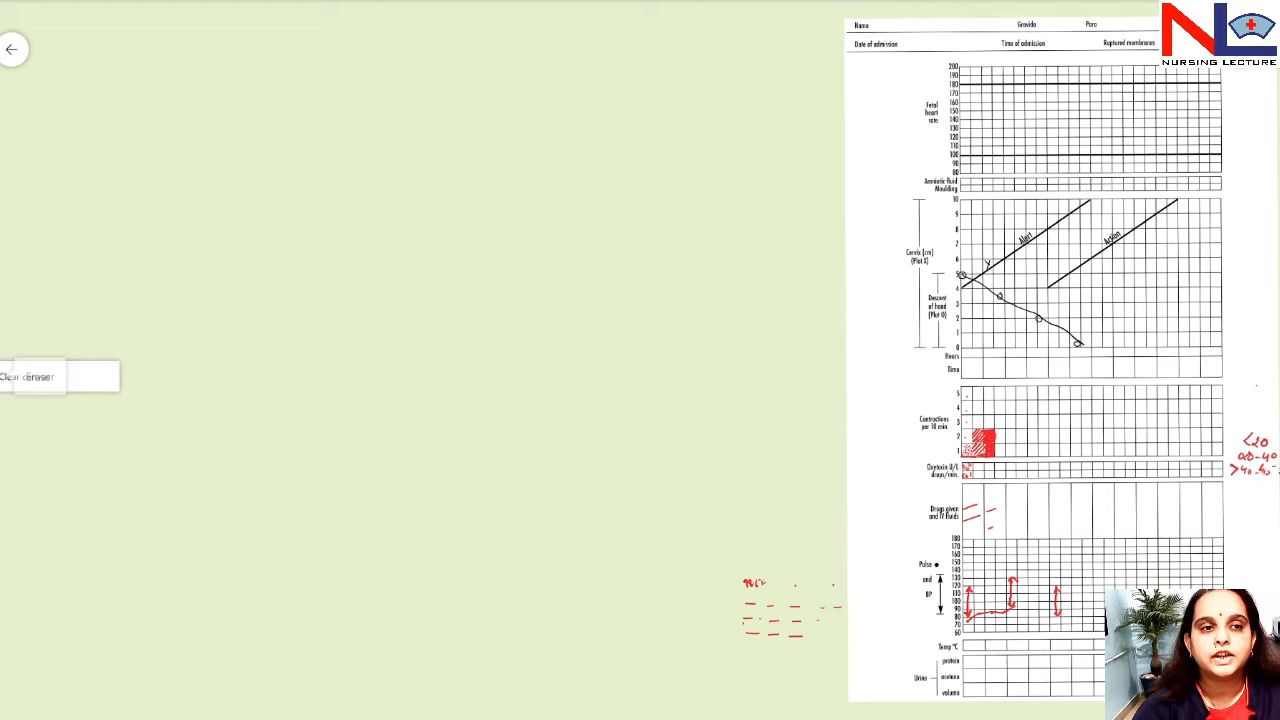 Name Gravida Para
NURSING LECTURE
Date of admission Time of admission Ruptured membranes
200
190
180
170
160
Fetal heart rate
150
140
130
120
110
100
90
80
Amniotic fluid
Moulding
10
9
8
7
6
5
4
3
2
1
0
Alert
Action
Cervix (cm)
(Plot X)
Descent
of head
(Plot O)
Hours
Time
Eraser
5
4
3
2
1
Contractions
per 10 min.
<20
20-40
Oxytocin U/L
drops/min.
Drugs given
and IV fluids
180
170
160
150
140
130
120
110
100
90
80
70
60
Pulse
and
BP
Temp °C
protein
Urine acetone
volume